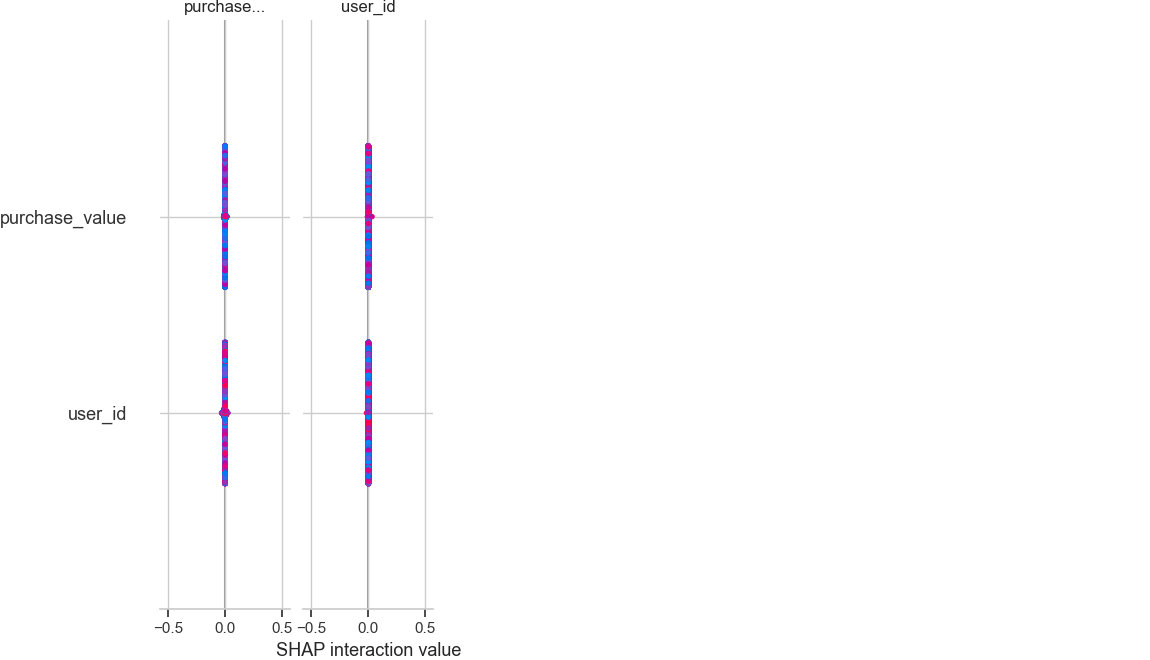 purchase... user_id
purchase_value
user_id
−0.5 0.0 0.5 −0.5 0.0 0.5
SHAP interaction value